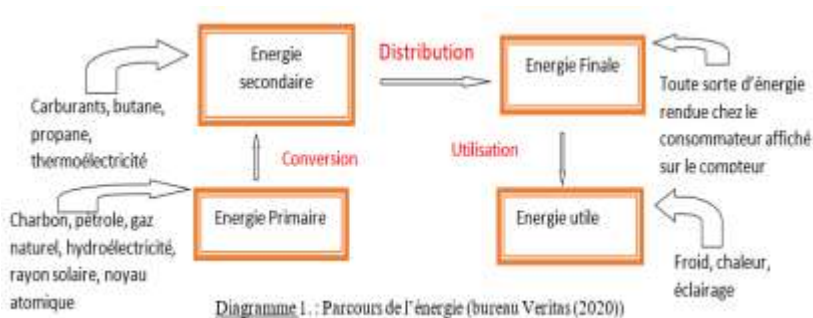 Energie
secondaire
Distribution
Energie Finale
Carburants, butane,
propane,
thermoélectricité
Toute sorte d'énergie
rendue chez le
consommateur affiché
sur le compteur
Conversion
Utilisation
Charbon, pétrole, gaz
naturel, hydroélectricité,
rayon solaire, noyau
atomique
Energie Primaire
Energie utile
Froid, chaleur,
éclairage
Diagramme 1. : Parcours de l'énergie (bureau Veritas (2020))